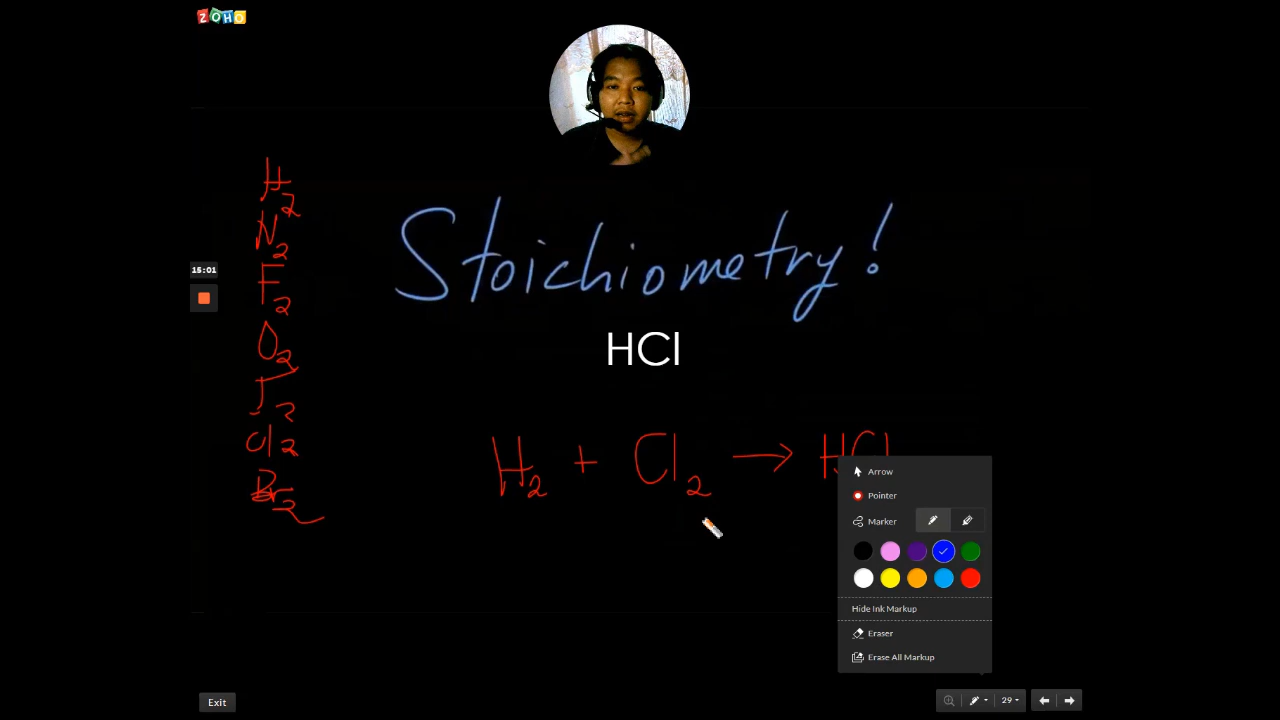 ZOHO
H2
N2
F2
O2
I2
Cl2
Br2
15:01
Stoichiometry!
HCl
H2 + Cl2 → HCl
Arrow
Pointer
Marker
Hide Ink Markup
Eraser
Erase All Markup
Exit
29